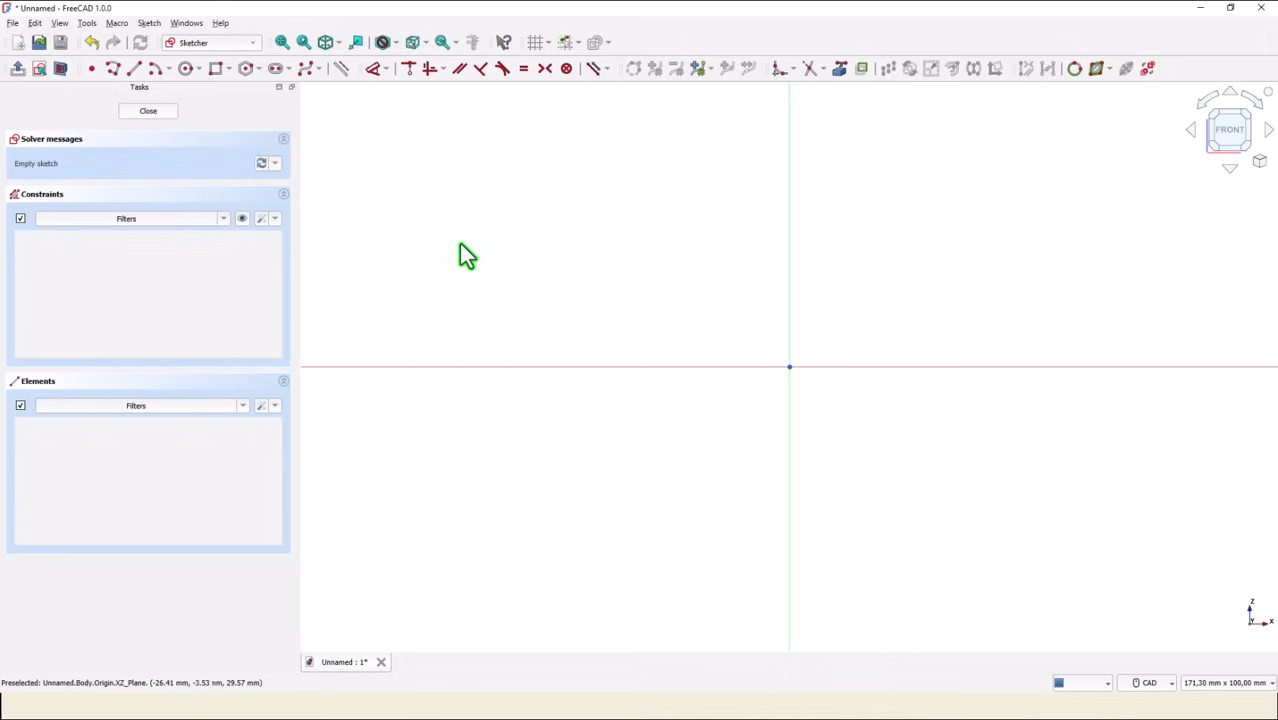 * Unnamed - FreeCAD 1.0.0
File Edit View Tools Macro Sketch Windows Help
Sketcher
Tasks
Close
Solver messages
Empty sketch
Constraints
Filters
Elements
Filters
FRONT
Z
Y
X
Unnamed : 1*
Preselected: Unnamed.Body.Origin.XZ_Plane. (-26.41 mm, -3.53 nm, 29.57 mm)
CAD
171,30 mm x 100,00 mm